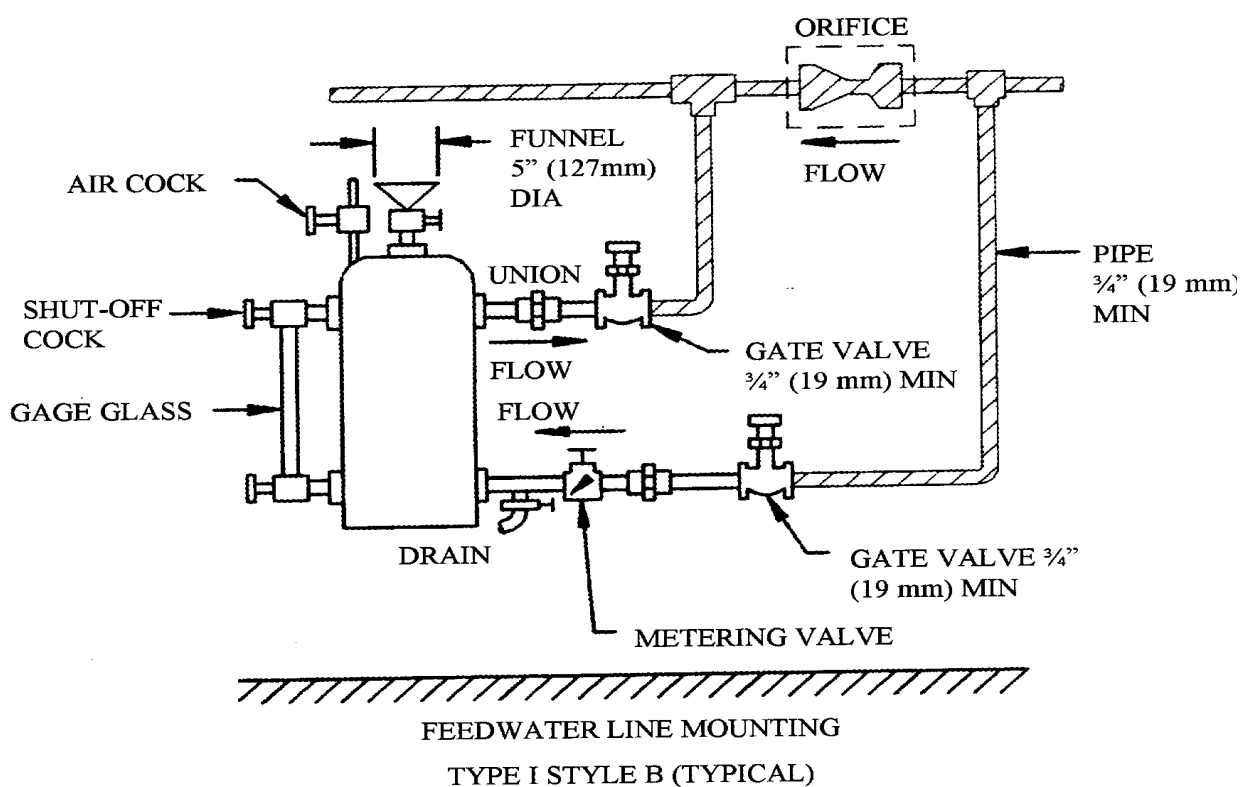 ORIFICE
FLOW
FUNNEL
5" (127mm)
DIA
AIR COCK
UNION
PIPE
¾" (19 mm)
MIN
SHUT-OFF
COCK
FLOW
GATE VALVE
¾" (19 mm) MIN
GAGE GLASS
FLOW
DRAIN
GATE VALVE ¾"
(19 mm) MIN
METERING VALVE
FEEDWATER LINE MOUNTING
TYPE I STYLE B (TYPICAL)